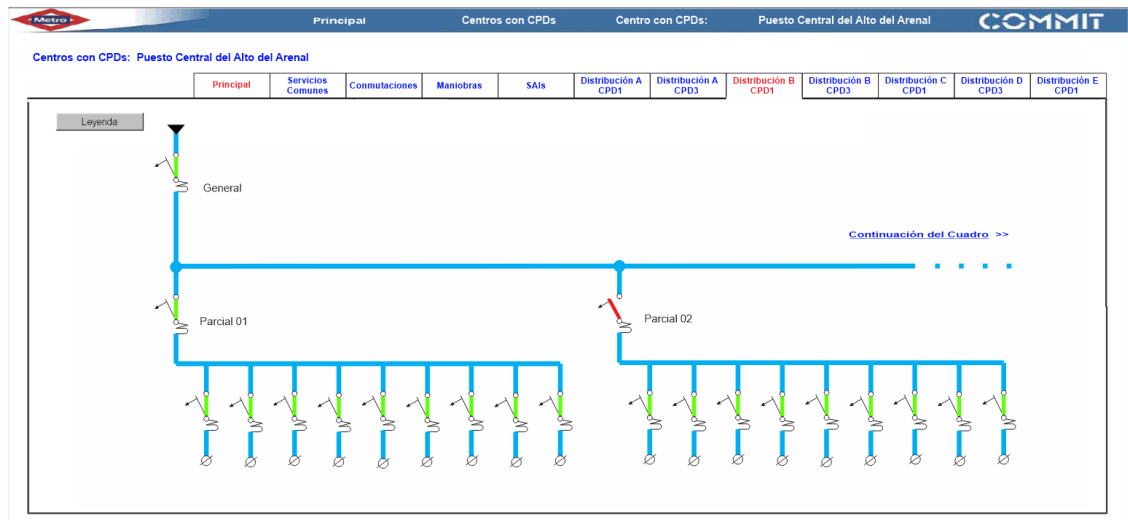 Metro
Principal
Centros con CPDs
Centro con CPDs:
Puesto Central del Alto del Arenal
COMMIT
Centros con CPDs: Puesto Central del Alto del Arenal
Principal
Servicios
Comunes
Conmutaciones
Maniobras
SAIs
Distribución A
CPD1
Distribución A
CPD3
Distribución B
CPD1
Distribución B
CPD3
Distribución C
CPD1
Distribución D
CPD3
Distribución E
CPD1
Leyenda
General
Continuación del Cuadro >>
Parcial 01
Parcial 02